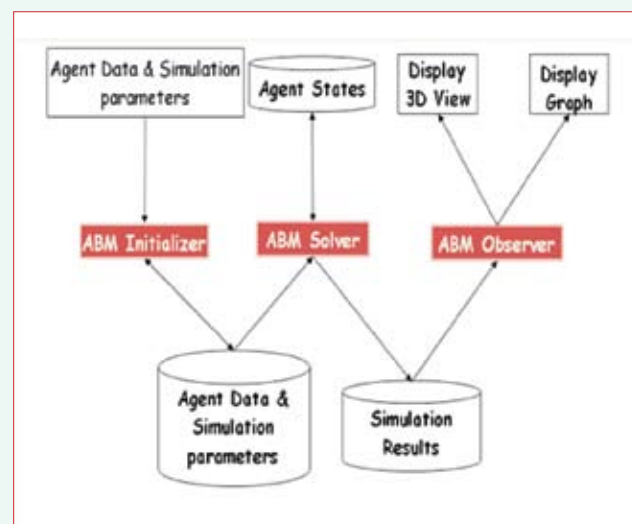 Agent Data & Simulation
parameters
Agent States
Display
3D View
Display
Graph
ABM Initializer
ABM Solver
ABM Observer
Agent Data &
Simulation
parameters
Simulation
Results